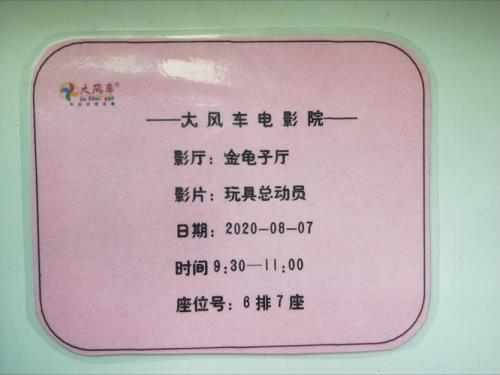 大风车
——大风车电影院——
影厅：金龟子厅
影片：玩具总动员
日期：2020-08-07
时间9:30—11:00
座位号：6排7座